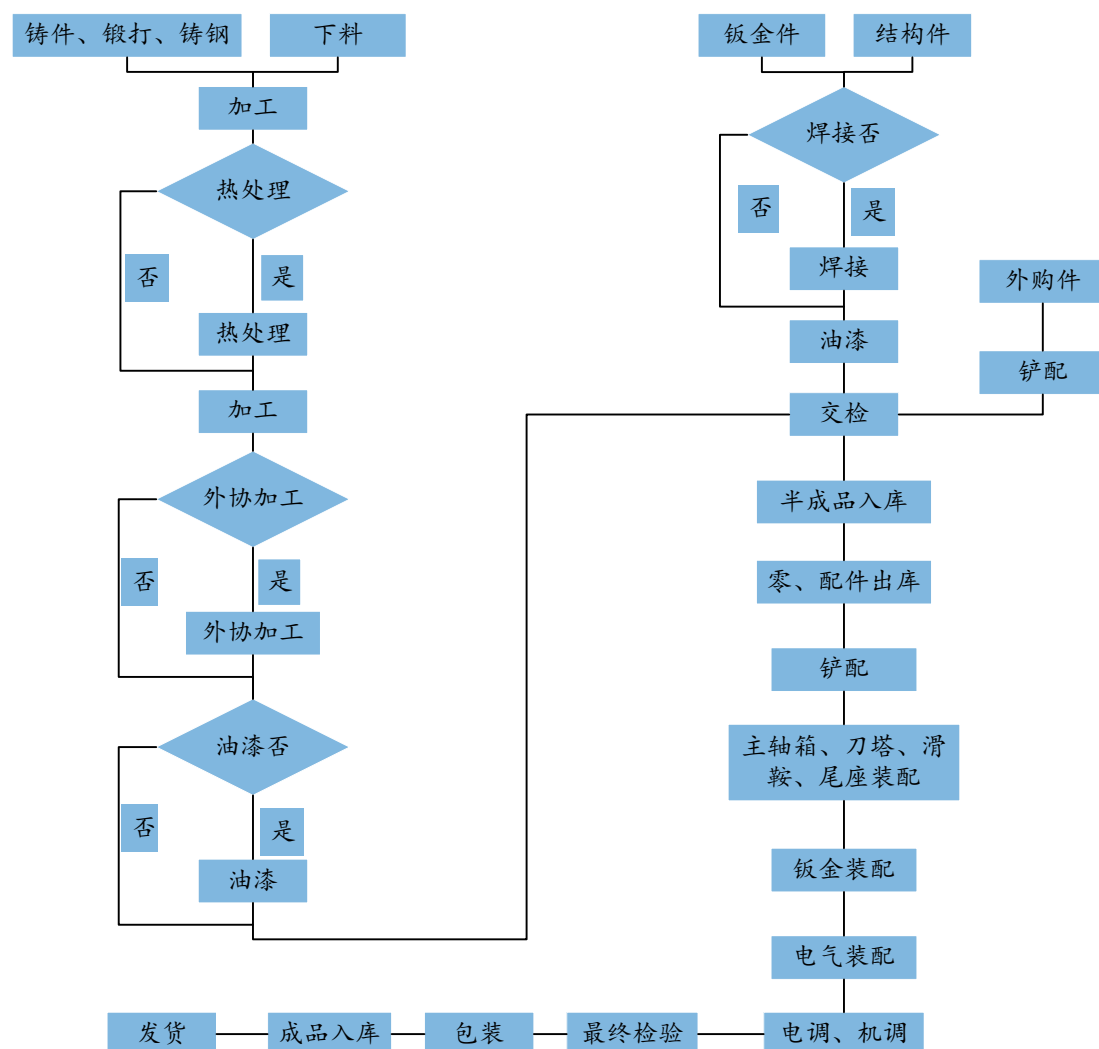 铸件、锻打、铸钢
下料
加工
热处理
否
是
热处理
加工
外协加工
否
是
外协加工
油漆否
否
是
油漆
钣金件
结构件
焊接否
否
是
焊接
油漆
外购件
铲配
交检
半成品入库
零、配件出库
铲配
主轴箱、刀塔、滑
鞍、尾座装配
钣金装配
电气装配
电调、机调
最终检验
包装
成品入库
发货